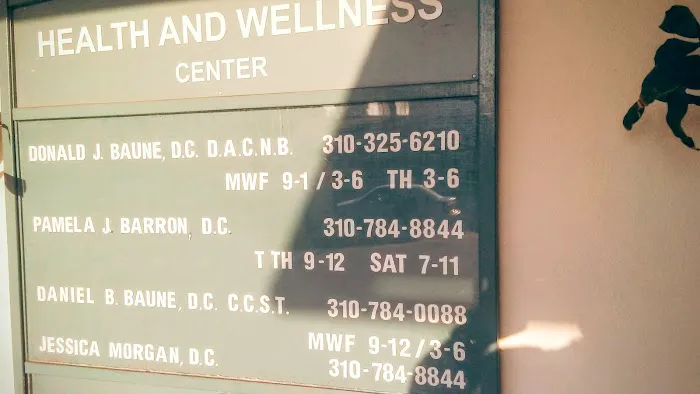 HEALTH AND WELLNESS
CENTER
DONALD J. BAUNE, D.C. D.A.C.N.B. 310-325-6210
MWF 9-1 / 3-6 TH 3-6
PAMELA J. BARRON, D.C. 310-784-8844
T TH 9-12 SAT 7-11
DANIEL B. BAUNE, D.C. C.C.S.T. 310-784-0088
MWF 9-12 / 3-6
JESSICA MORGAN, D.C. 310-784-8844